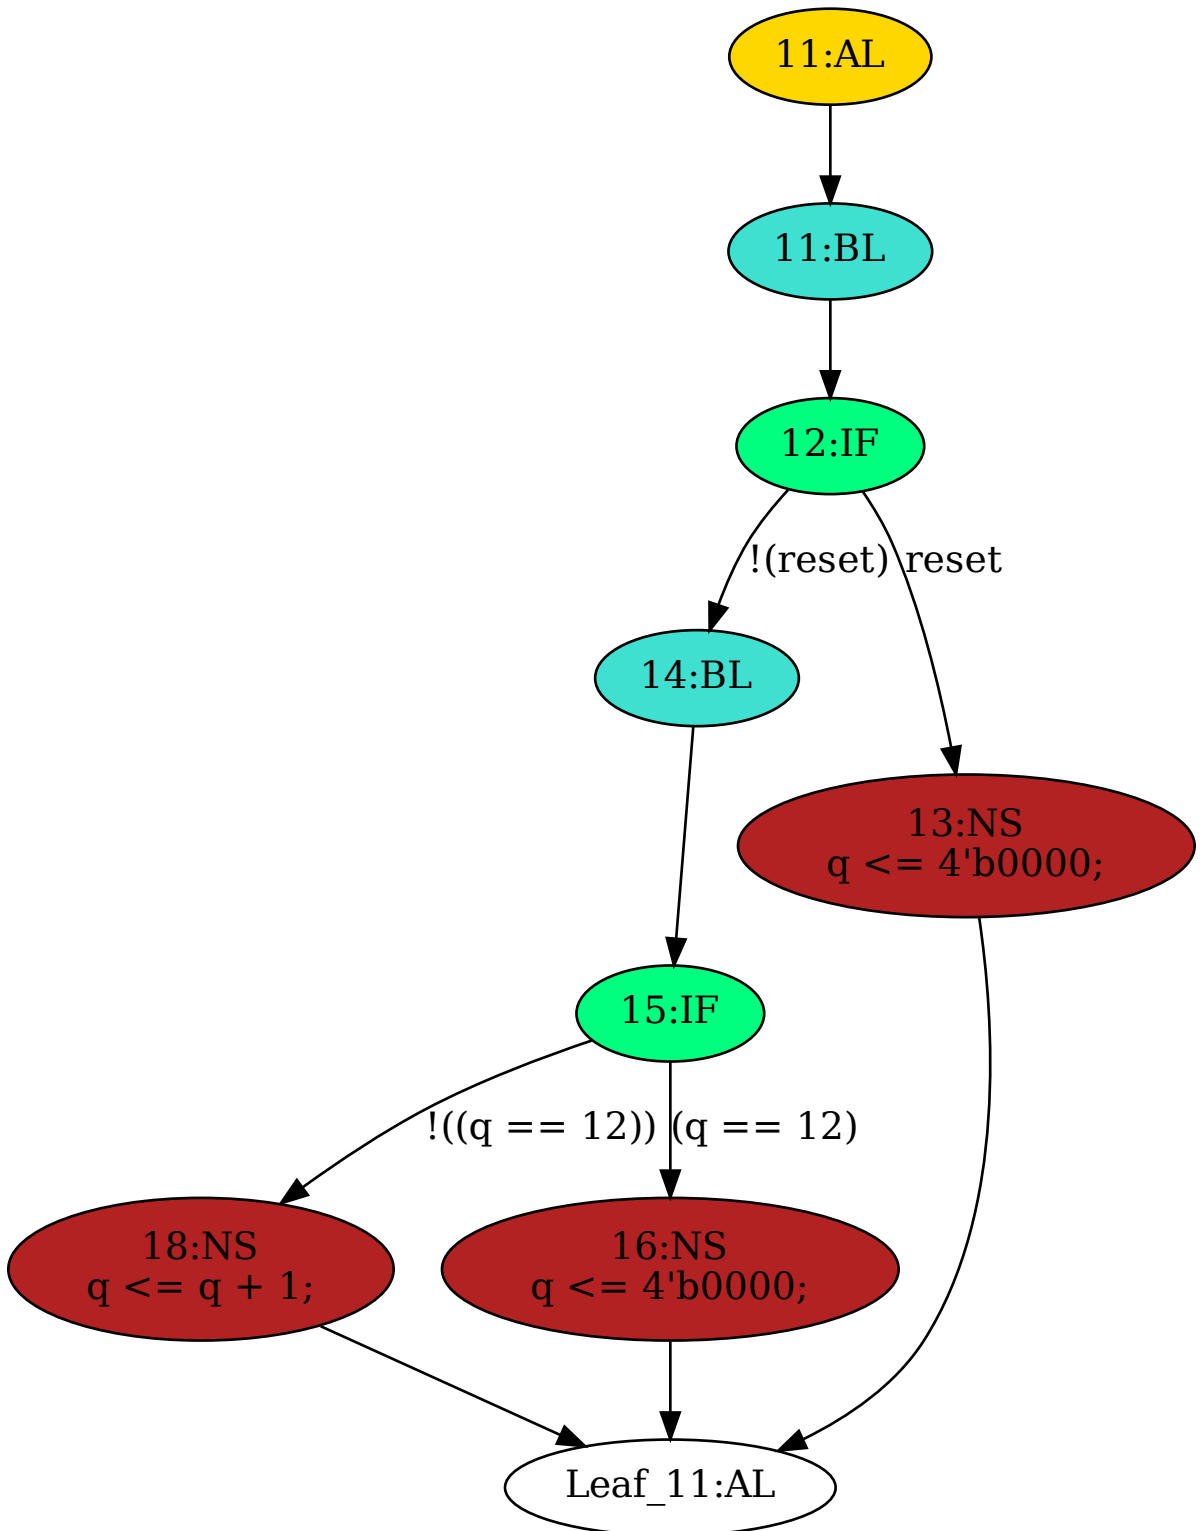 11:AL
11:BL
12:IF
!(reset)
reset
14:BL
13:NS
q <= 4'b0000;
15:IF
!((q == 12))
(q == 12)
18:NS
q <= q + 1;
16:NS
q <= 4'b0000;
Leaf_11:AL